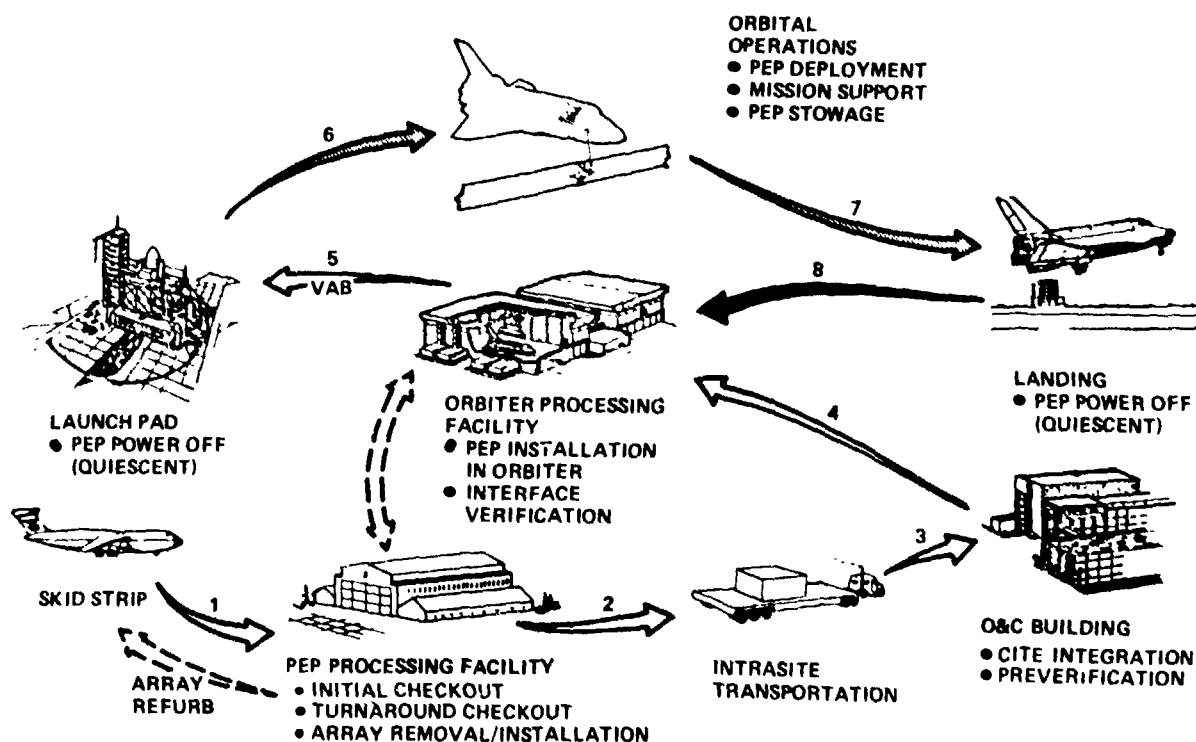 ORBITAL
OPERATIONS
● PEP DEPLOYMENT
● MISSION SUPPORT
● PEP STOWAGE
6
7
5
VAB
8
LAUNCH PAD
● PEP POWER OFF
(QUIESCENT)
ORBITER PROCESSING
FACILITY
● PEP INSTALLATION
IN ORBITER
● INTERFACE
VERIFICATION
4
LANDING
● PEP POWER OFF
(QUIESCENT)
SKID STRIP
1
2
3
ARRAY
REFURB
PEP PROCESSING FACILITY
● INITIAL CHECKOUT
● TURNAROUND CHECKOUT
● ARRAY REMOVAL/INSTALLATION
INTRASITE
TRANSPORTATION
O&C BUILDING
● CITE INTEGRATION
● PREVERIFICATION